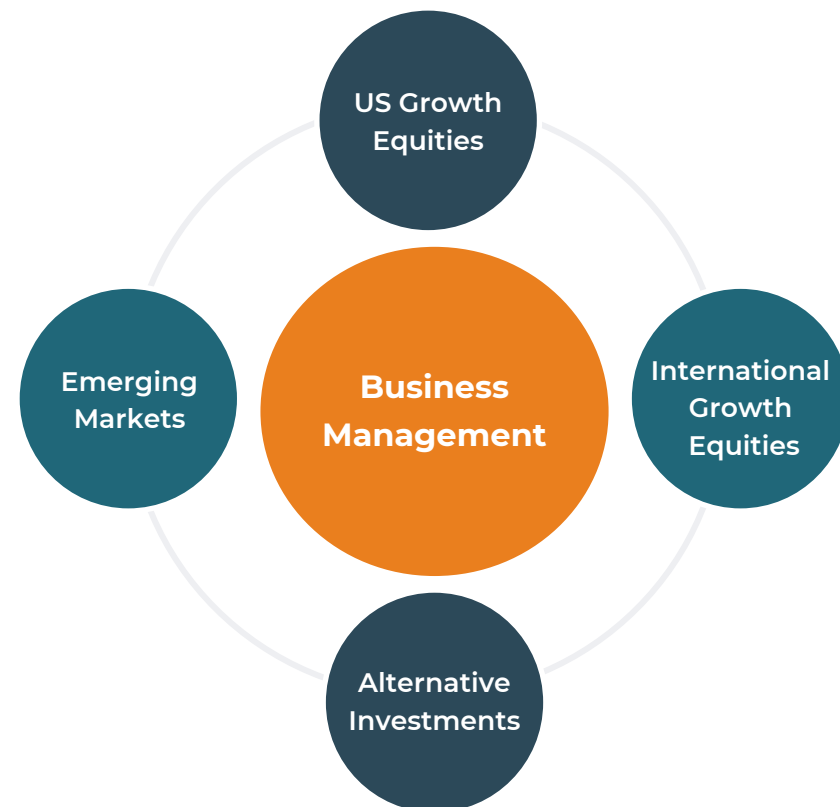 US Growth
Equities
Emerging
Markets
Business
Management
International
Growth
Equities
Alternative
Investments